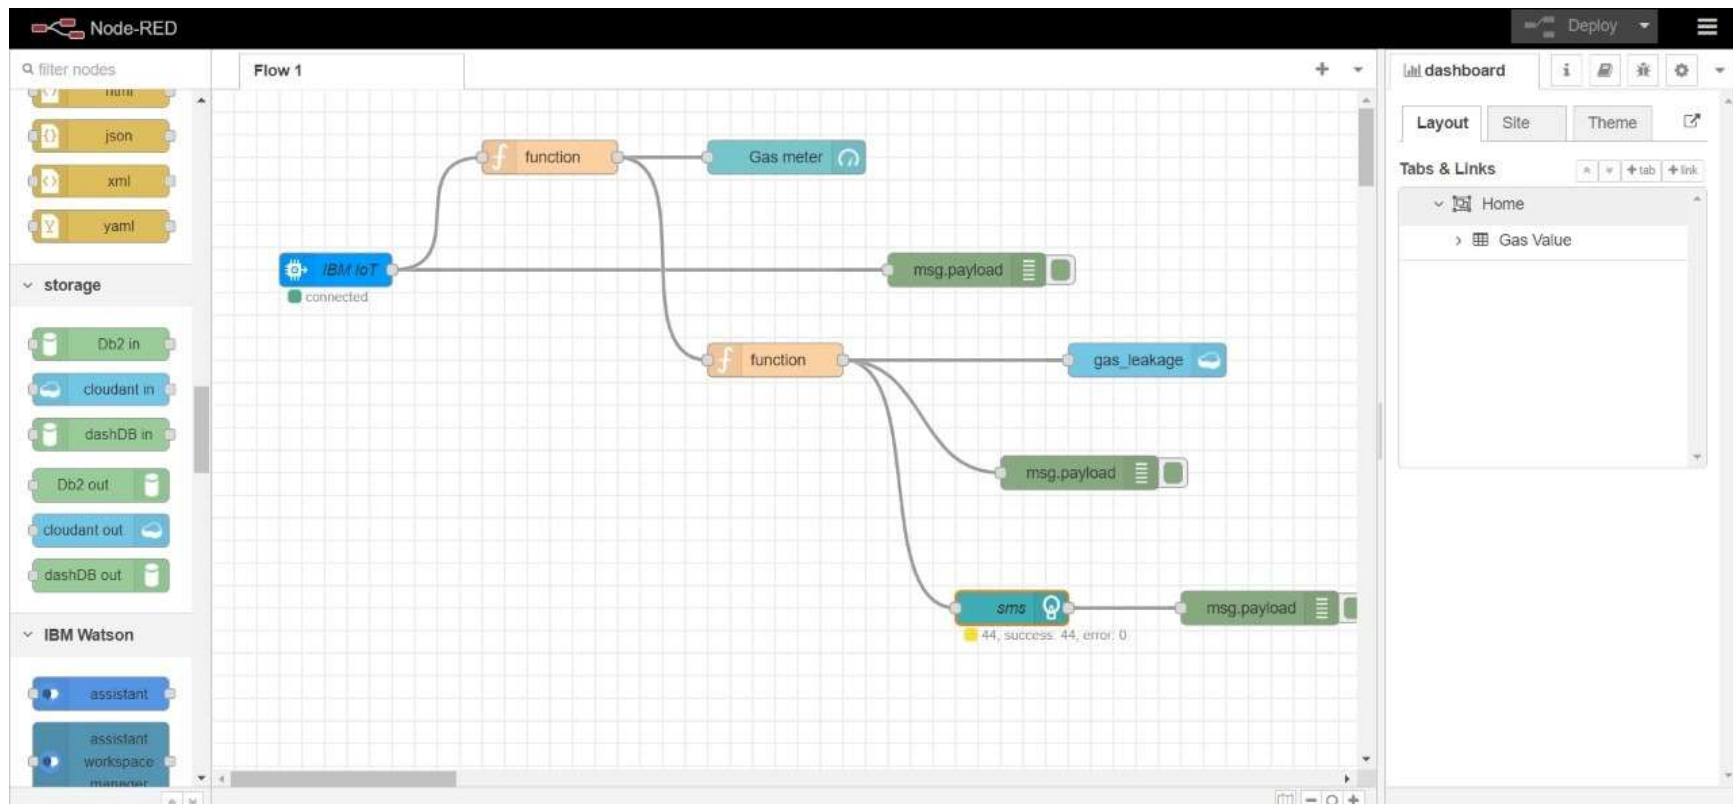 Node-RED
Deploy
filter nodes
html
json
xml
yaml
storage
Db2 in
cloudant in
dashDB in
Db2 out
cloudant out
dashDB out
IBM Watson
assistant
assistant
workspace
manager
Flow 1
function
Gas meter
IBM IoT
connected
msg.payload
function
gas_leakage
msg.payload
sms
44, success: 44, error: 0
msg.payload
dashboard
i
Layout
Site
Theme
Tabs & Links
+ tab
+ link
Home
Gas Value